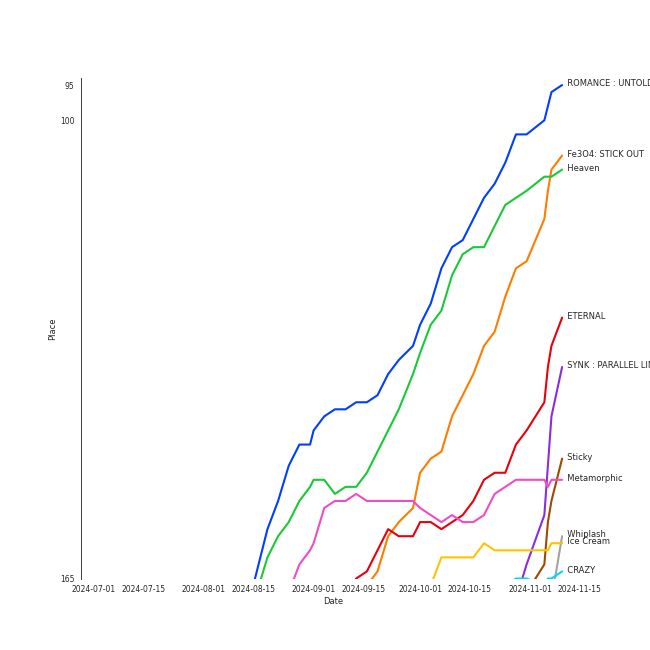 95
ROMANCE : UNTOLD
100
Fe3O4: STICK OUT
Heaven
ETERNAL
Place
SYNK : PARALLEL LIN
Sticky
Metamorphic
Whiplash
Ice Cream
CRAZY
165
2024-07-01 2024-07-15 2024-08-01 2024-08-15 2024-09-01 2024-09-15 2024-10-01 2024-10-15 2024-11-01 2024-11-15
Date